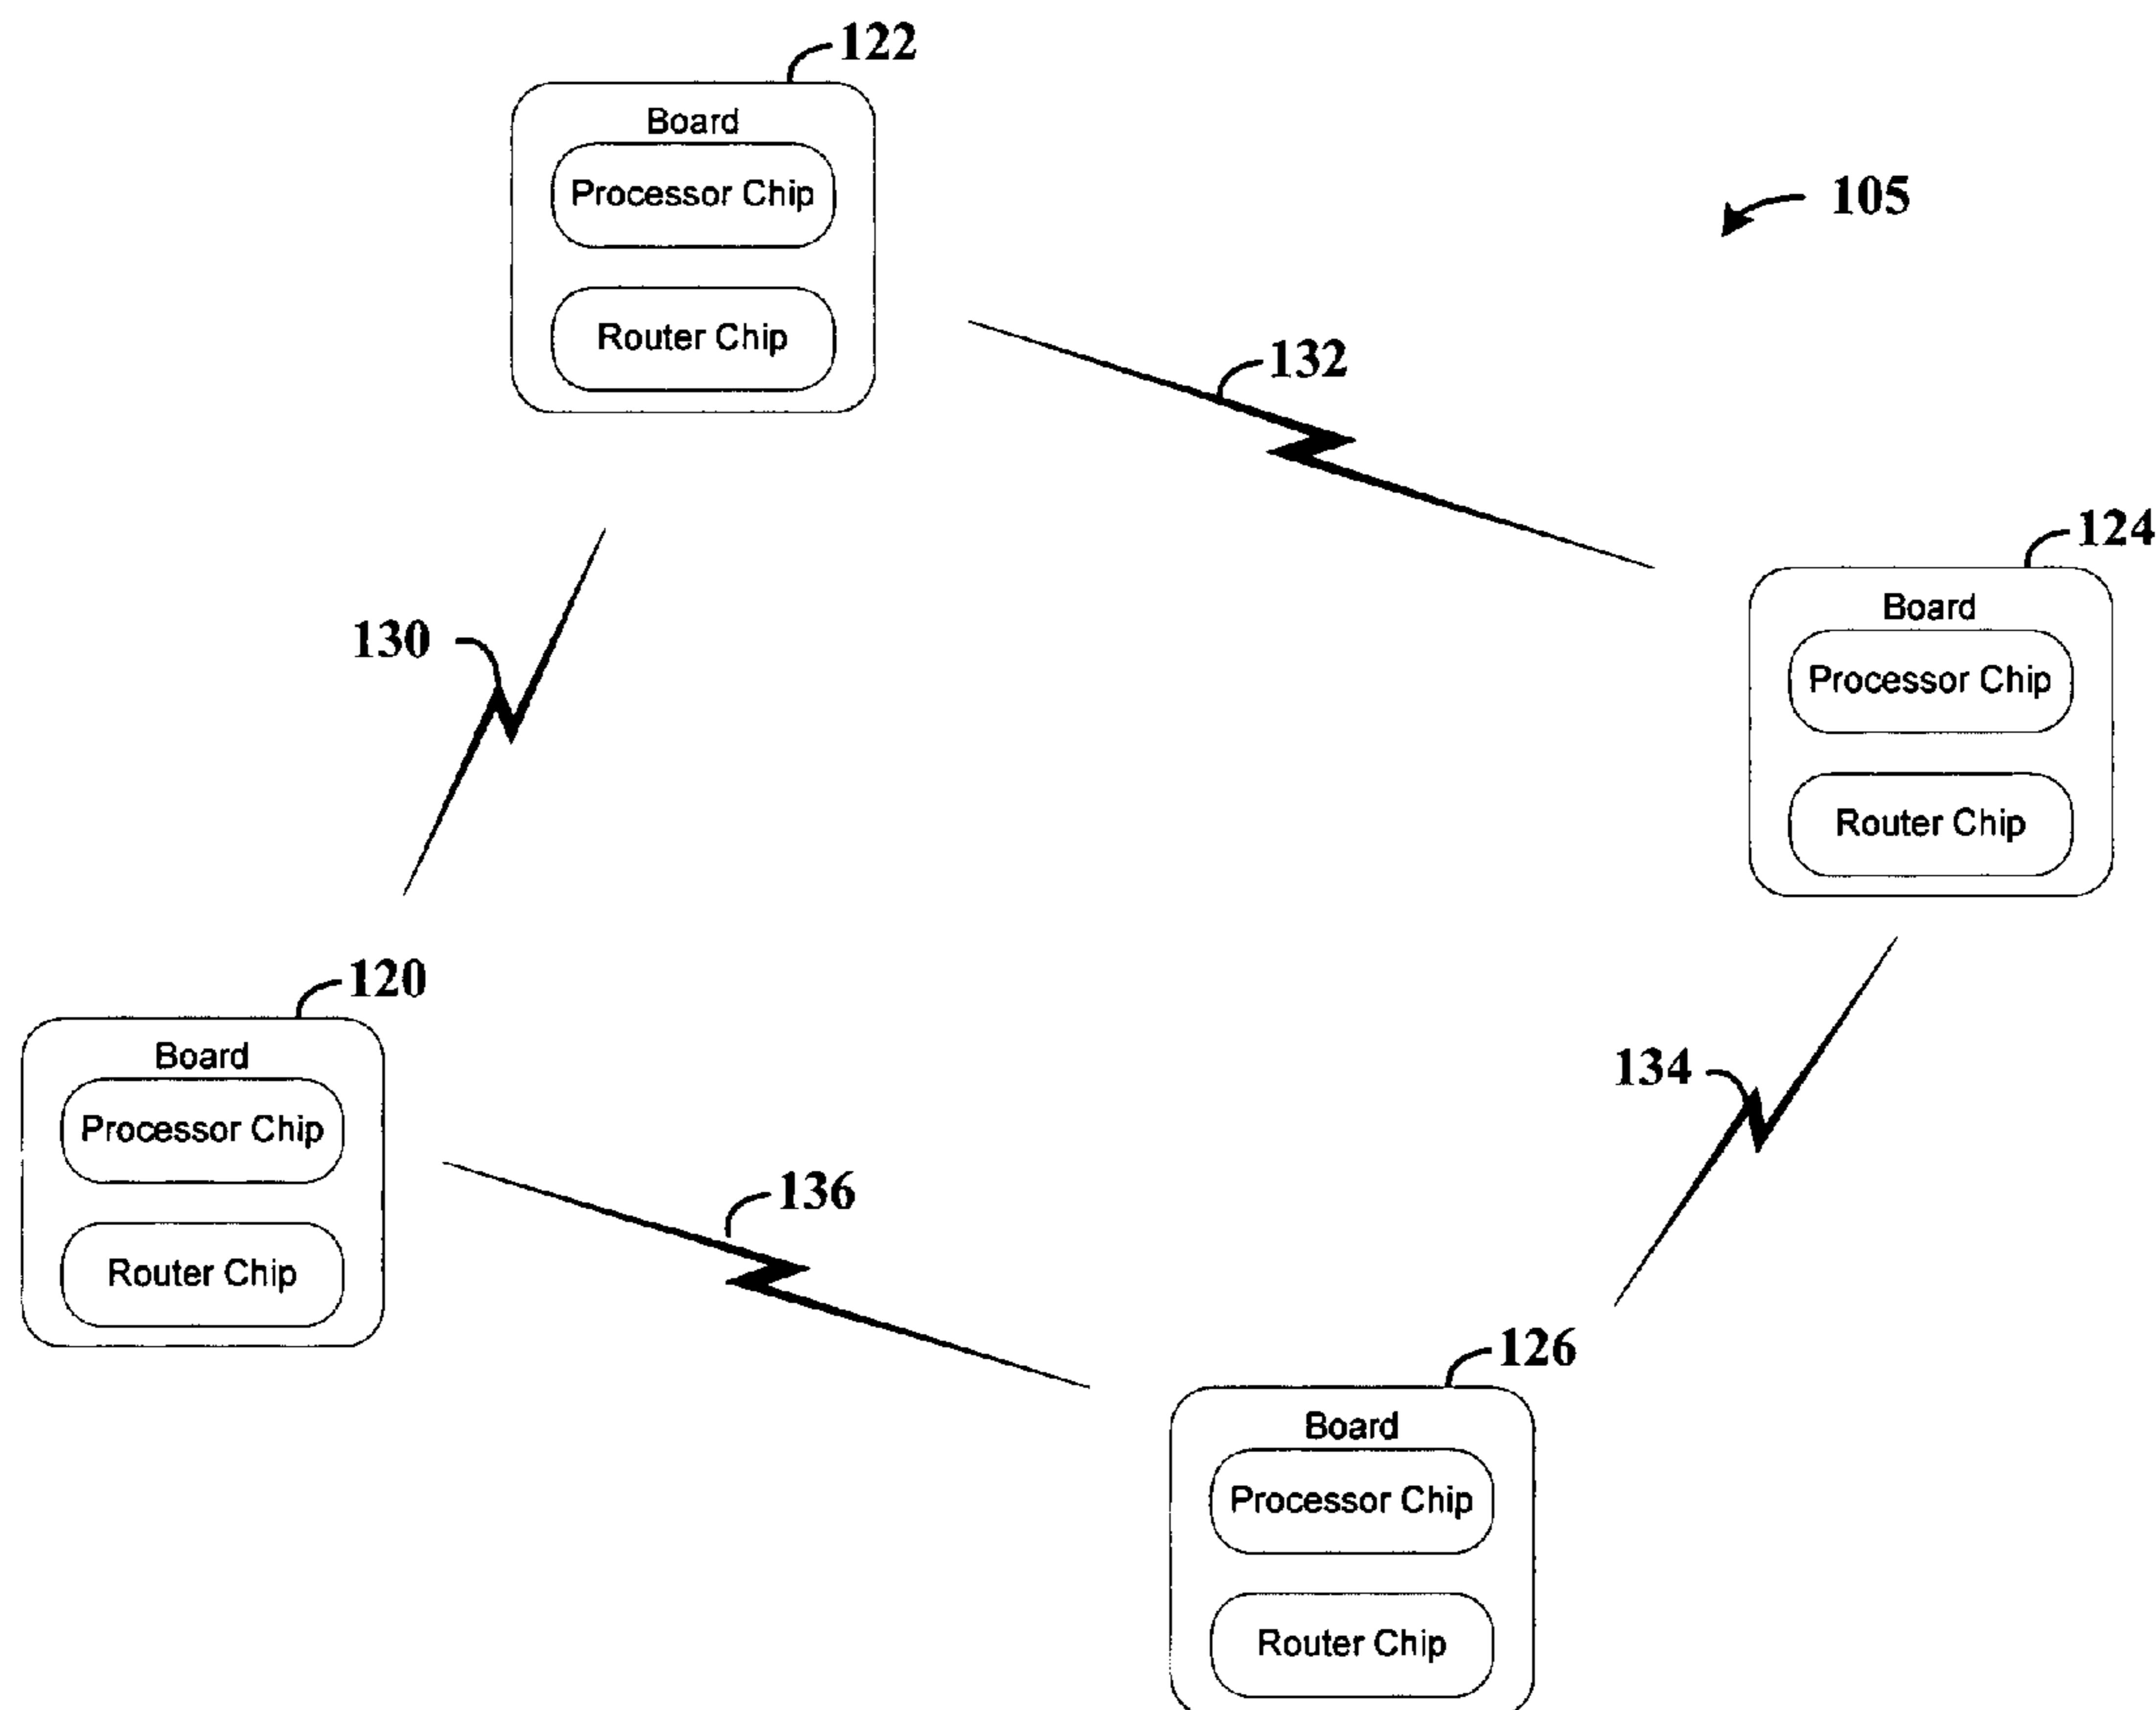 122
Board
Processor Chip
Router Chip
105
132
124
Board
Processor Chip
Router Chip
130
120
Board
Processor Chip
Router Chip
134
136
126
Board
Processor Chip
Router Chip